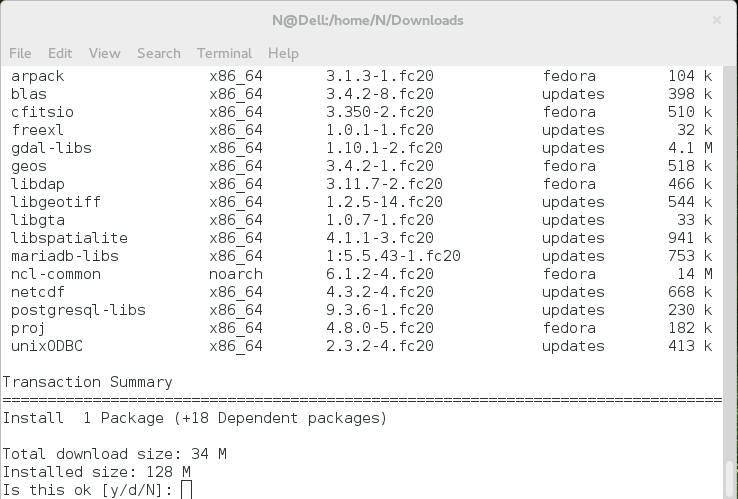 N@Dell:/home/N/Downloads ×
File Edit View Search Terminal Help
arpack x86_64 3.1.3-1.fc20 fedora 104 k
blas x86_64 3.4.2-8.fc20 updates 398 k
cfitsio x86_64 3.350-2.fc20 fedora 510 k
freexl x86_64 1.0.1-1.fc20 updates 32 k
gdal-libs x86_64 1.10.1-2.fc20 updates 4.1 M
geos x86_64 3.4.2-1.fc20 fedora 518 k
libdap x86_64 3.11.7-2.fc20 fedora 466 k
libgeotiff x86_64 1.2.5-14.fc20 updates 544 k
libgta x86_64 1.0.7-1.fc20 updates 33 k
libspatialite x86_64 4.1.1-3.fc20 updates 941 k
mariadb-libs x86_64 1:5.5.43-1.fc20 updates 753 k
ncl-common noarch 6.1.2-4.fc20 fedora 14 M
netcdf x86_64 4.3.2-4.fc20 updates 668 k
postgresql-libs x86_64 9.3.6-1.fc20 updates 230 k
proj x86_64 4.8.0-5.fc20 fedora 182 k
unixODBC x86_64 2.3.2-4.fc20 updates 413 k
Transaction Summary
================================================================================
Install 1 Package (+18 Dependent packages)
Total download size: 34 M
Installed size: 128 M
Is this ok [y/d/N]: